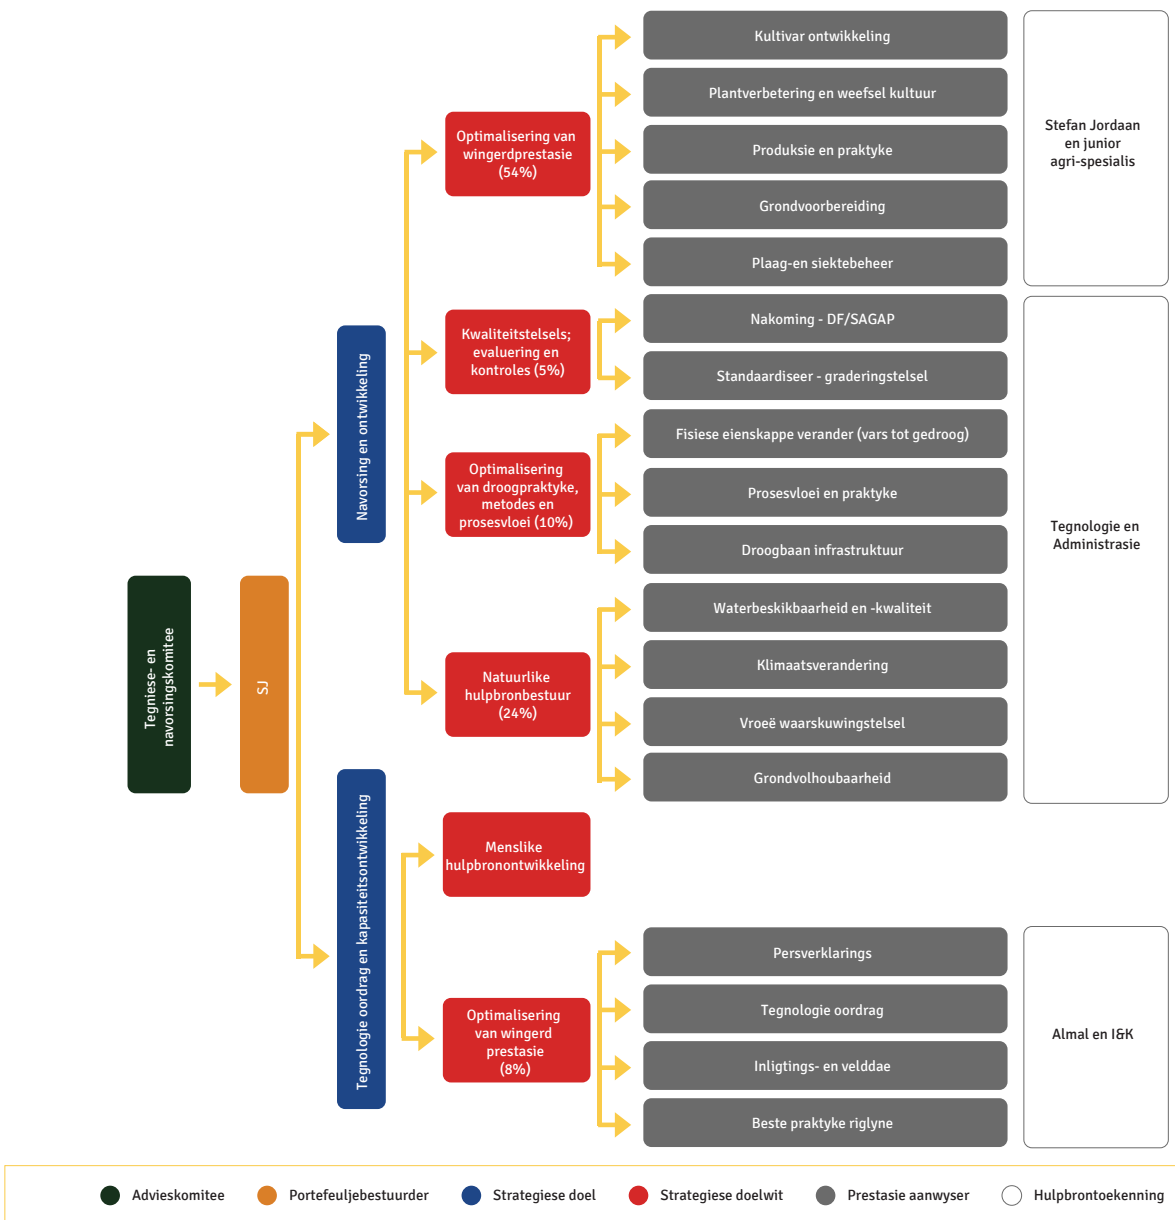 Tegniese- en
navorsingskomitee
SJ
Navorsing en ontwikkeling
Optimalisering van
wingerdprestasie
(54%)
Kultivar ontwikkeling
Plantverbetering en weefsel kultuur
Produksie en praktyke
Grondvoorbereiding
Plaag-en siektebeheer
Stefan Jordaan
en junior
agri-spesialis
Kwaliteitstelsels;
evaluering en
kontroles (5%)
Nakoming - DF/SAGAP
Standaardiseer - graderingstelsel
Optimalisering
van droogpraktyke,
metodes en
prosesvloei (10%)
Fisiese eienskappe verander (vars tot gedroog)
Prosesvloei en praktyke
Droogbaan infrastruktuur
Natuurlike
hulpbronbestuur
(24%)
Waterbeskikbaarheid en -kwaliteit
Klimaatsverandering
Vroeë waarskuwingstelsel
Grondvolhoubaarheid
Tegnologie en
Administrasie
Tegnologie oordrag en kapasiteitsontwikkeling
Menslike
hulpbronontwikkeling
Optimalisering
van wingerd
prestasie
(8%)
Persverklarings
Tegnologie oordrag
Inligtings- en velddae
Beste praktyke riglyne
Almal en I&K
Advieskomitee
Portefeuljebestuurder
Strategiese doel
Strategiese doelwit
Prestasie aanwyser
Hulpbrontoekenning